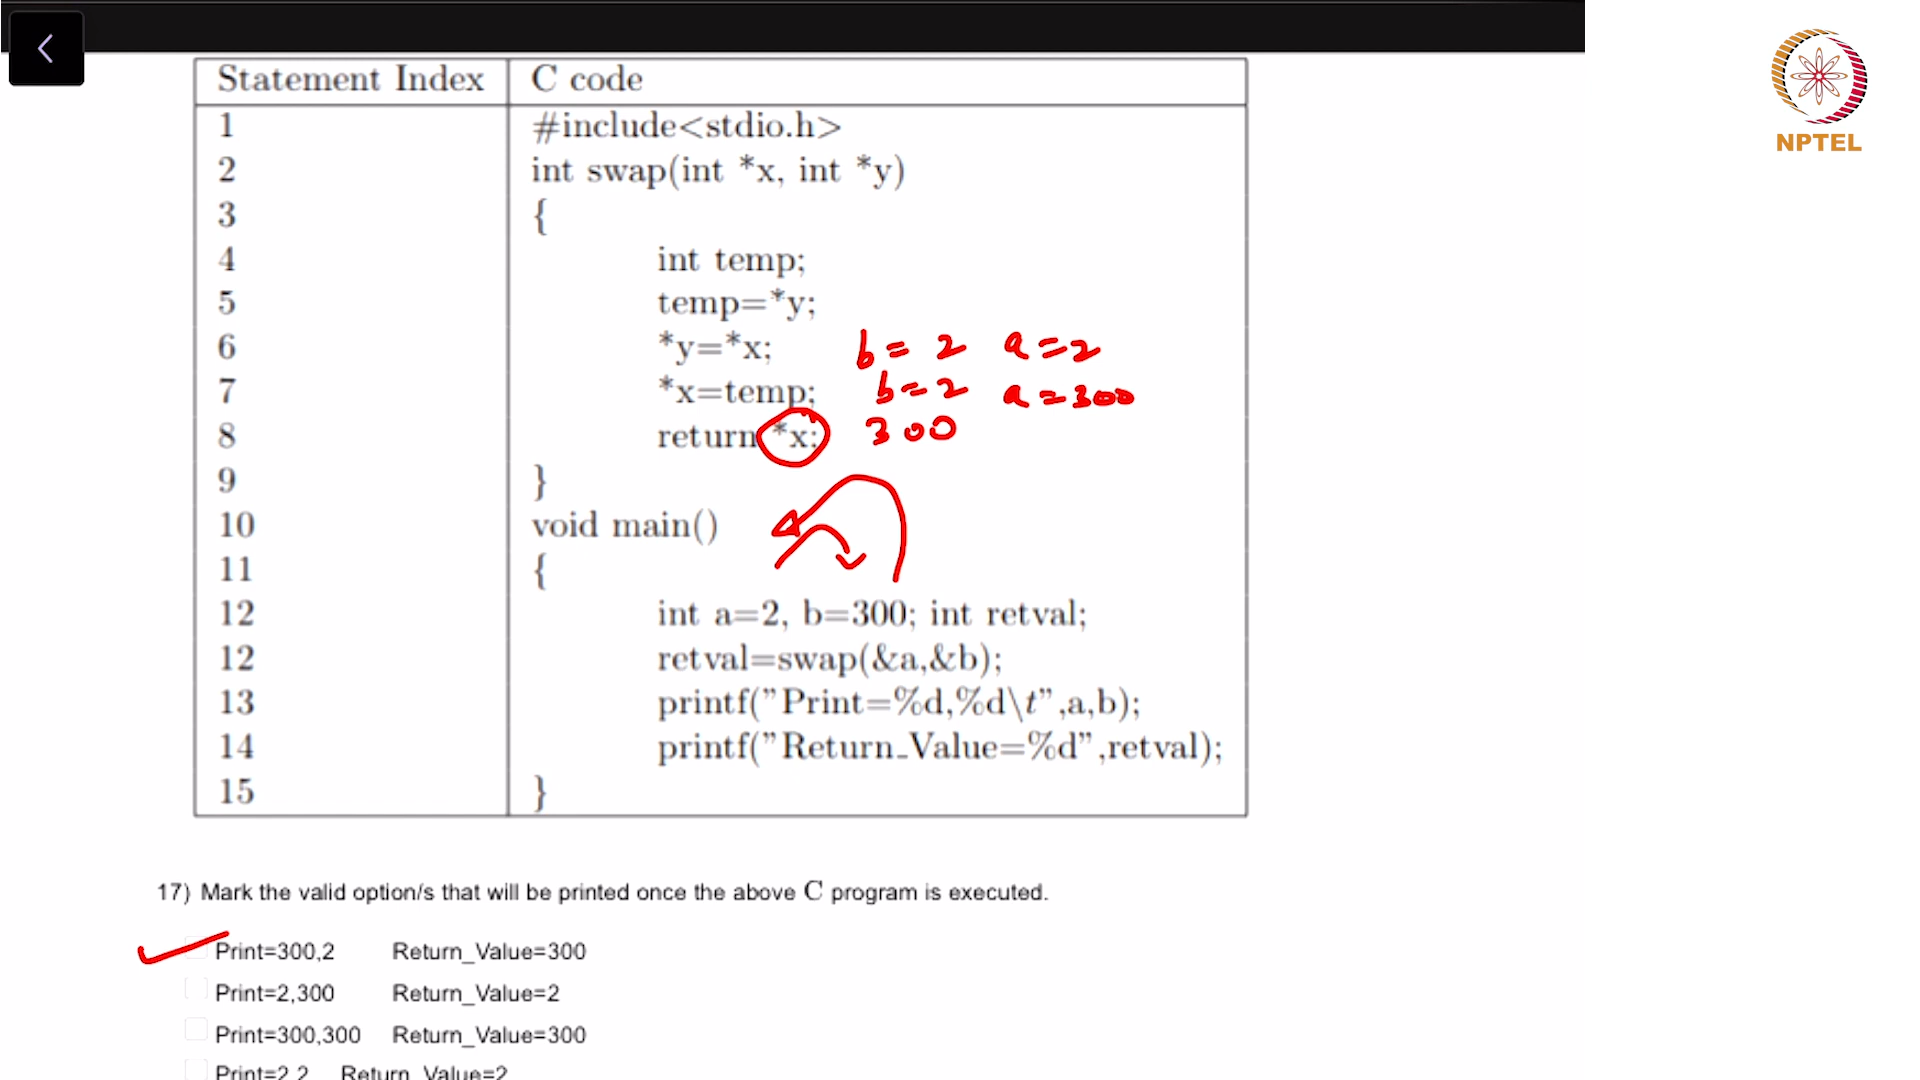 NPTEL
Statement Index C code
1 #include<stdio.h>
2 int swap(int *x, int *y)
3 {
4 int temp;
5 temp=*y;
6 *y=*x; b=2 a=2
7 *x=temp; b=2 a=300
8 return *x; 300
9 }
10 void main()
11 {
12 int a=2, b=300; int retval;
12 retval=swap(&a,&b);
13 printf("Print=%d,%d\t",a,b);
14 printf("Return_Value=%d",retval);
15 }
17) Mark the valid option/s that will be printed once the above C program is executed.
Print=300,2 Return_Value=300
Print=2,300 Return_Value=2
Print=300,300 Return_Value=300
Print=2,2 Return_Value=2